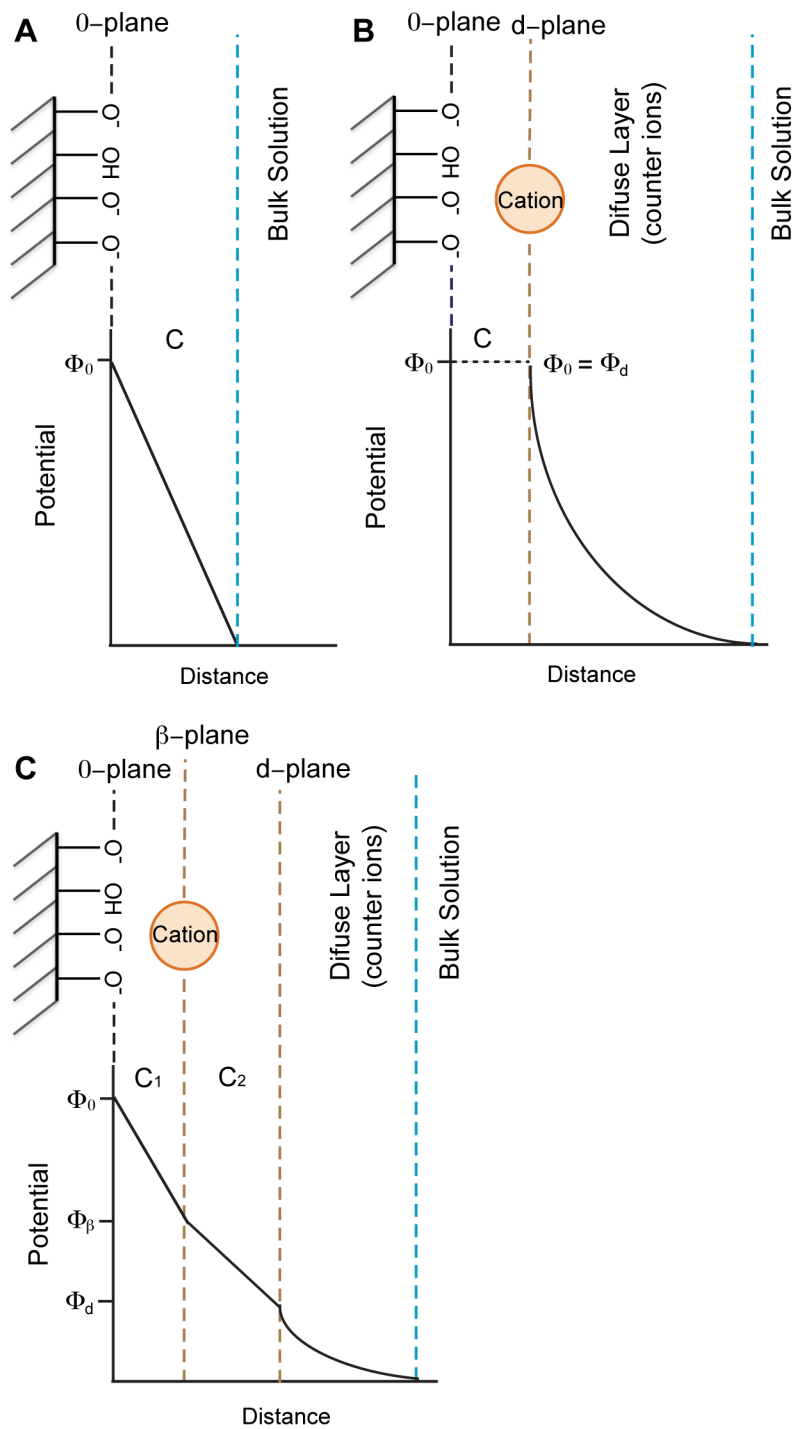 A
0-plane
O-
HO
O-
O-
Bulk Solution
C
Φ0
Potential
Distance
B
0-plane
d-plane
O-
HO
O-
O-
Cation
Difuse Layer
(counter ions)
Bulk Solution
C
Φ0
Φ0 = Φd
Potential
Distance
C
β-plane
0-plane
d-plane
O-
HO
O-
O-
Cation
Difuse Layer
(counter ions)
Bulk Solution
C1
C2
Φ0
Φβ
Φd
Potential
Distance